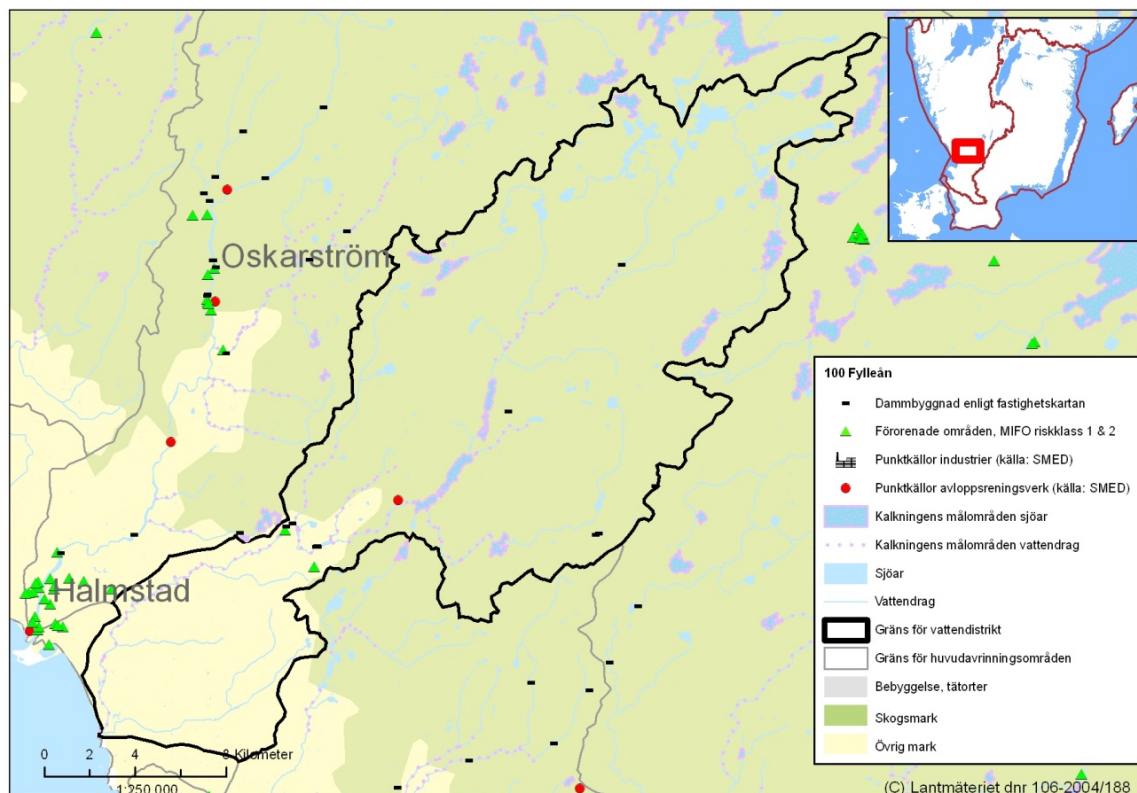 Oskarström
Halmstad
100 Fylleån
Dammbyggnad enligt fastighetskartan
Förorenade områden, MIFO riskklass 1 & 2
Punktkällor industrier (källa: SMED)
Punktkällor avloppsreningsverk (källa: SMED)
Kalkningens målområden sjöar
Kalkningens målområden vattendrag
Sjöar
Vattendrag
Gräns för vattendistrikt
Gräns för huvudavrinningsområden
Bebyggelse, tätorter
Skogsmark
Övrig mark
0 2 4 8 Kilometer
1:250 000
(C) Lantmäteriet dnr 106-2004/188